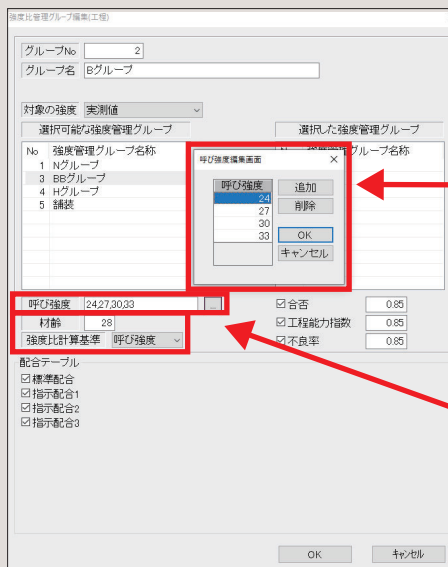 強度比管理グループ編集(工程)
グループNo 2
グループ名 Bグループ
対象の強度 実測値
選択可能な強度管理グループ 選択した強度管理グループ
No 強度管理グループ名称
1 Nグループ
3 BBグループ
4 Hグループ
5 舗装
呼び強度編集画面 ×
呼び強度
24
27
30
33
追加
削除
OK
キャンセル
呼び強度 24,27,30,33 ...
材齢 28
強度比計算基準 呼び強度
合否 0.85
工程能力指数 0.85
不良率 0.85
配合テーブル
標準配合
指示配合1
指示配合2
指示配合3
OK キャンセル